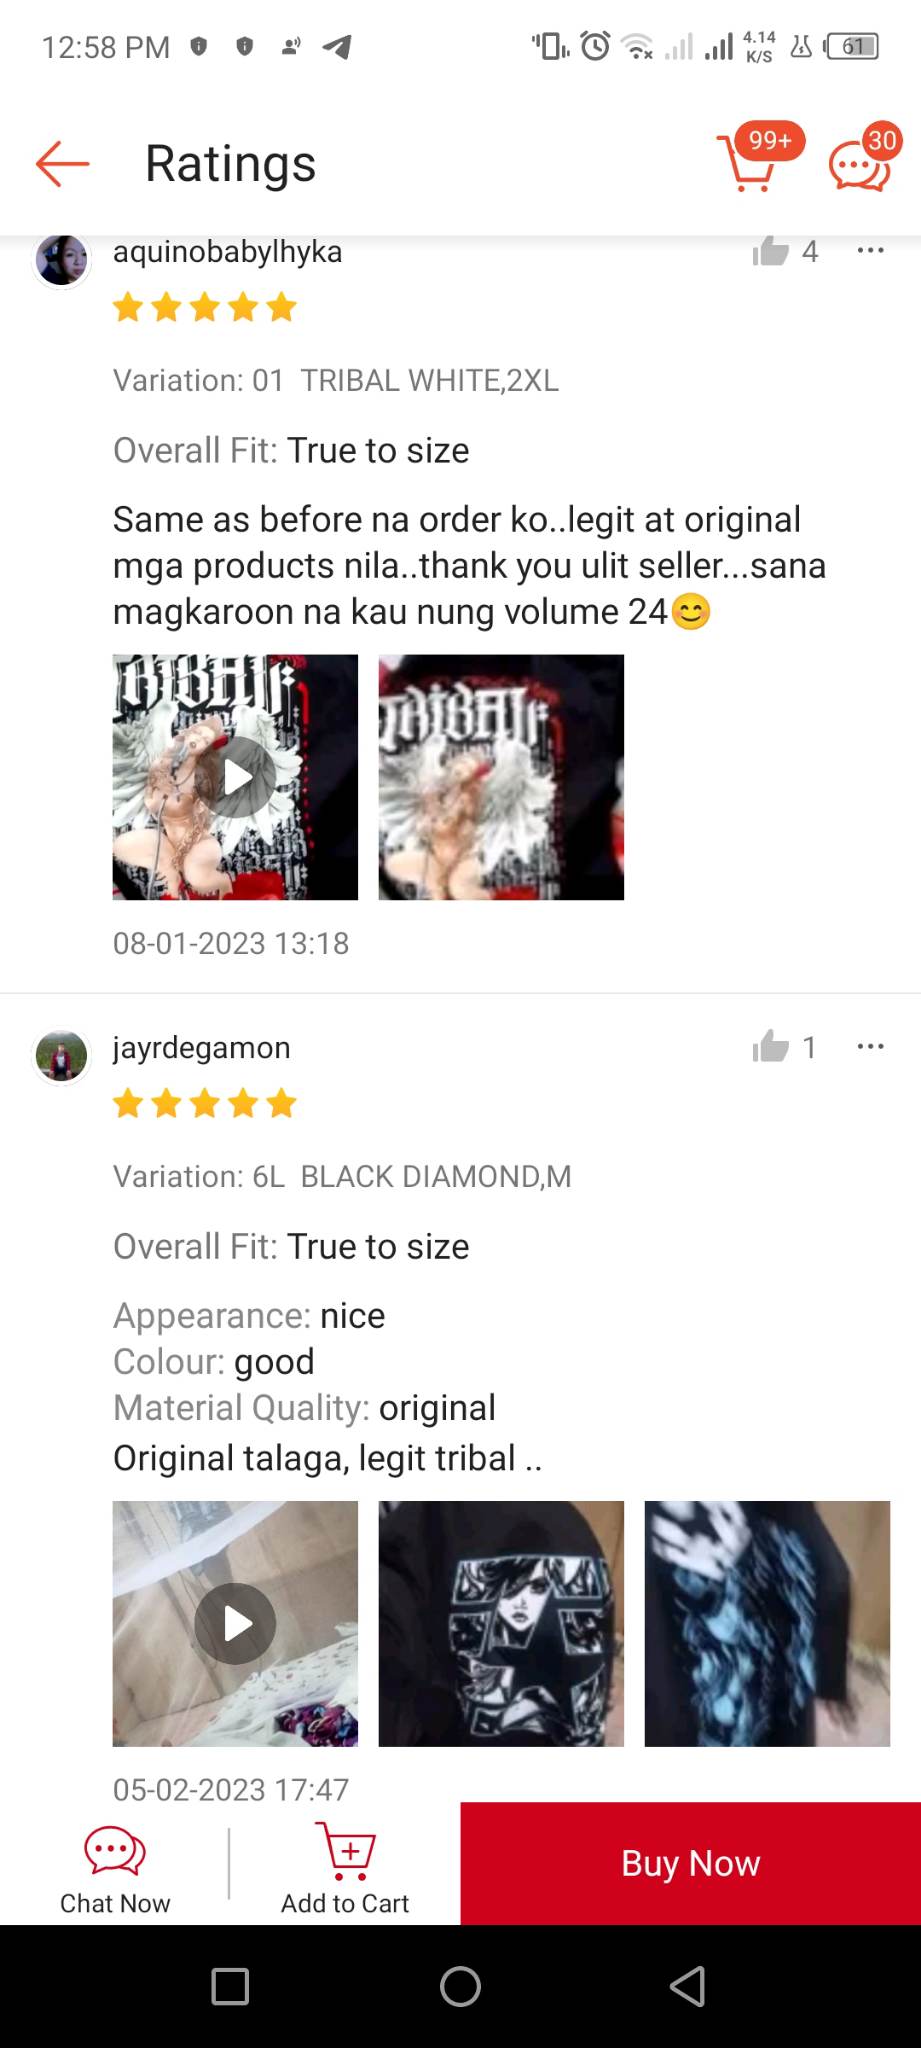 12:58 PM
4.14
K/S
61
Ratings
99+
30
aquinobabylhyka
4
Variation: 01 TRIBAL WHITE,2XL
Overall Fit: True to size
Same as before na order ko..legit at original
mga products nila..thank you ulit seller...sana
magkaroon na kau nung volume 24😊
TRIBAL
TRIBAL
08-01-2023 13:18
jayrdegamon
1
Variation: 6L BLACK DIAMOND,M
Overall Fit: True to size
Appearance: nice
Colour: good
Material Quality: original
Original talaga, legit tribal ..
05-02-2023 17:47
Chat Now
Add to Cart
Buy Now